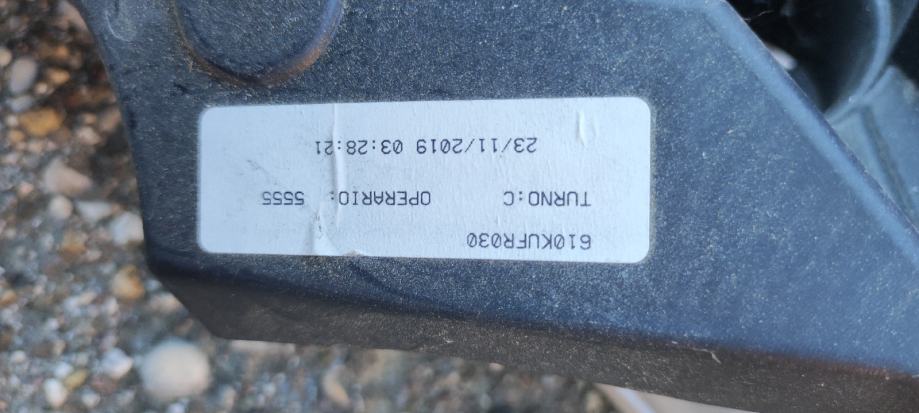 610KUFR030
TURNO:C OPERARIO: 5555
23/11/2019 03:28:21